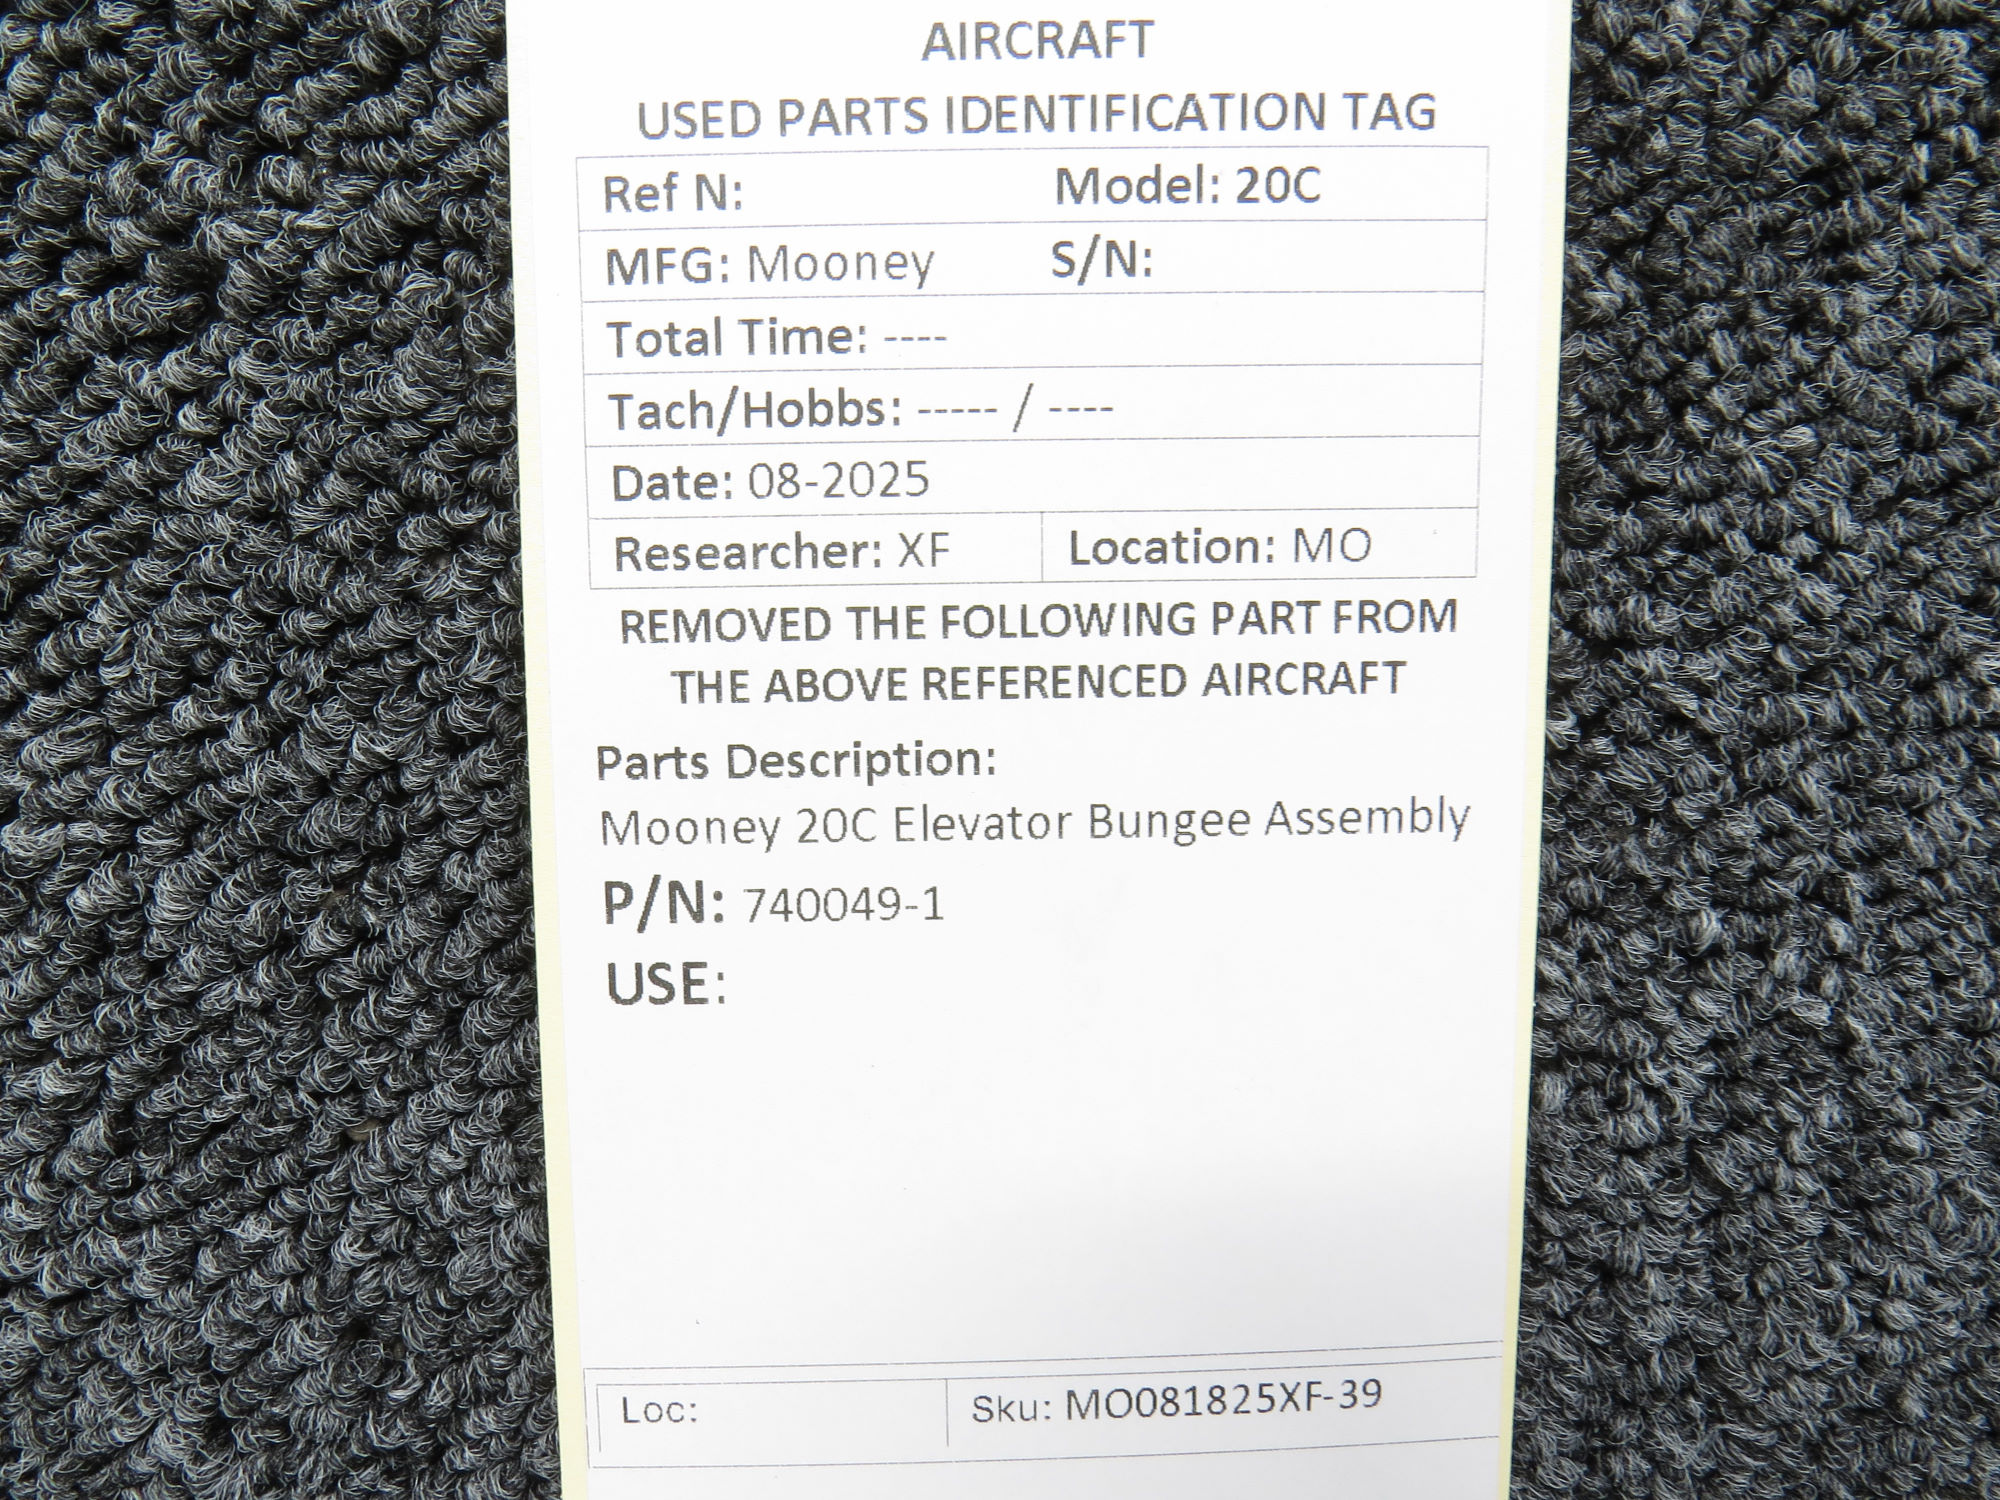 AIRCRAFT
USED PARTS IDENTIFICATION TAG
Ref N: Model: 20C
MFG: Mooney S/N:
Total Time: ----
Tach/Hobbs: ----- / ----
Date: 08-2025
Researcher: XF Location: MO
REMOVED THE FOLLOWING PART FROM
THE ABOVE REFERENCED AIRCRAFT
Parts Description:
Mooney 20C Elevator Bungee Assembly
P/N: 740049-1
USE:
Loc: Sku: MO081825XF-39